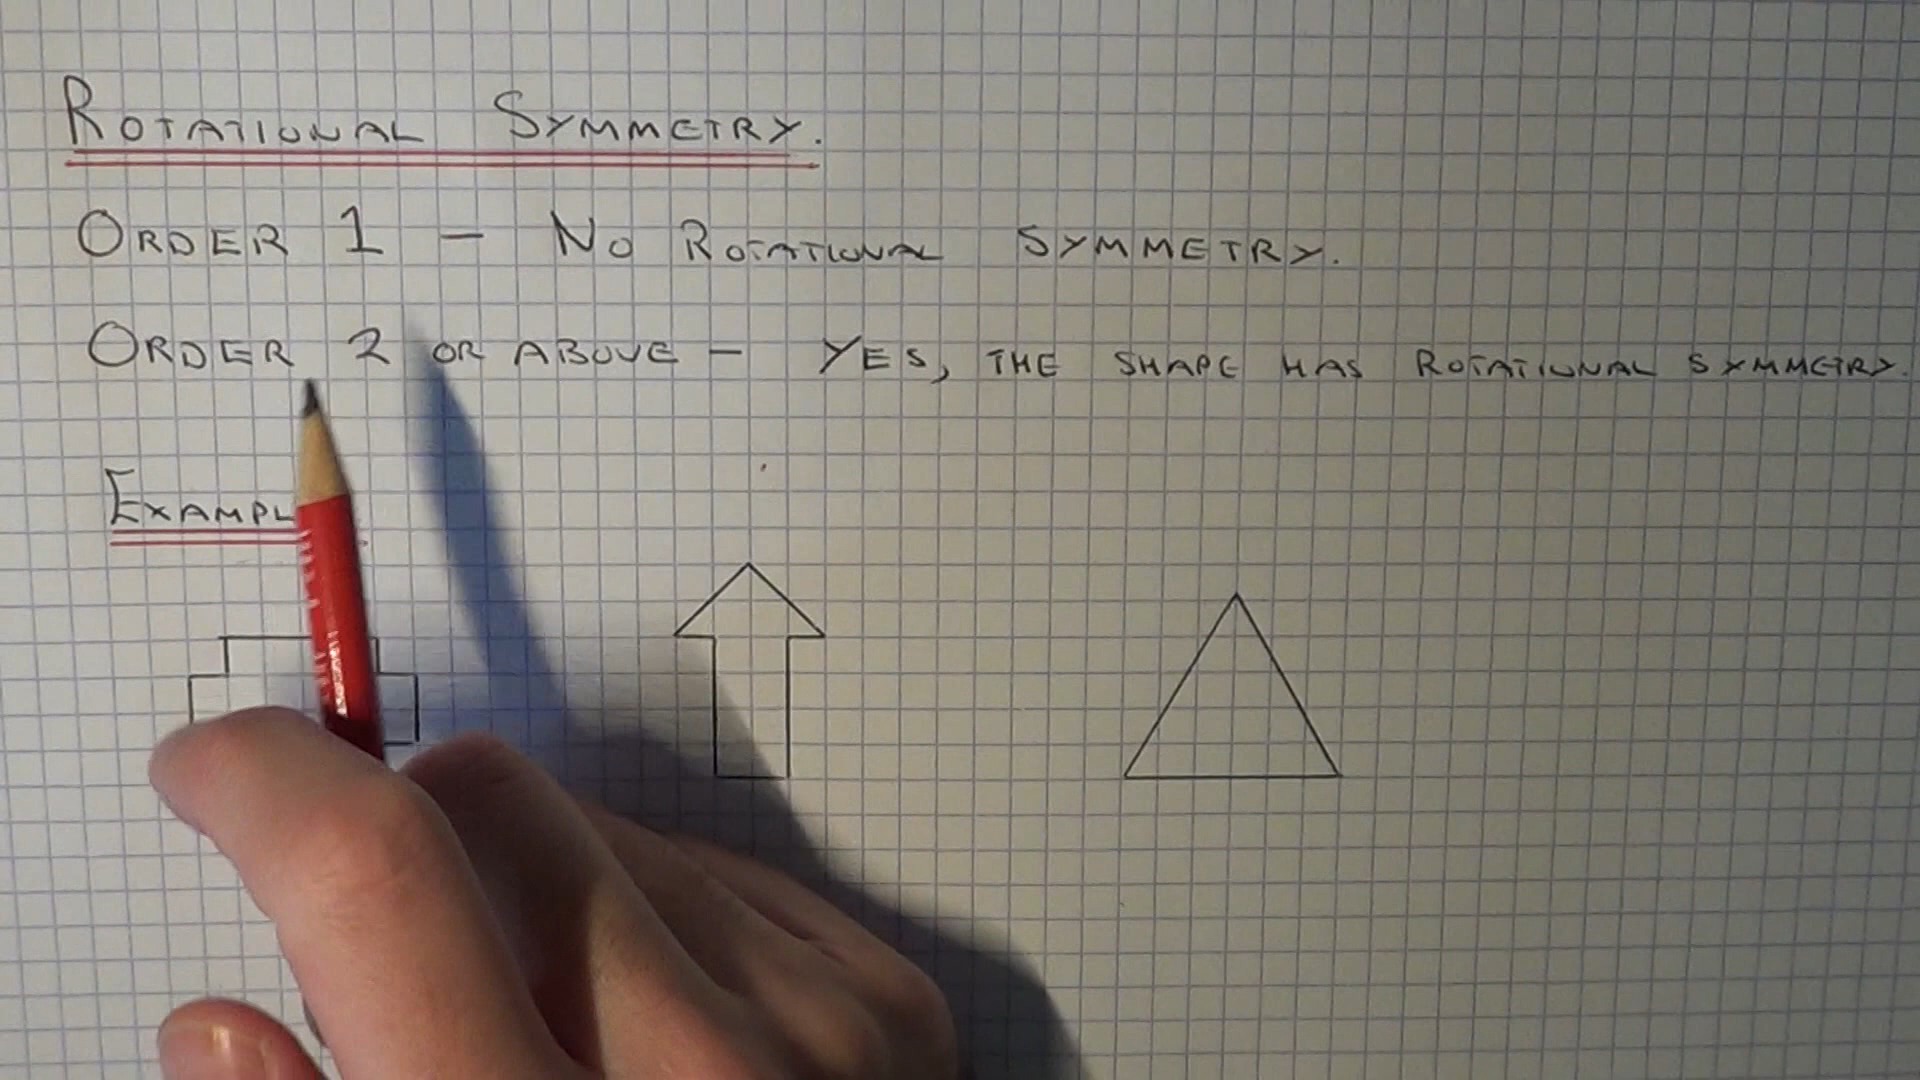 ROTATIONAL SYMMETRY.
ORDER 1 - NO ROTATIONAL SYMMETRY.
ORDER 2 OR ABOVE - YES, THE SHAPE HAS ROTATIONAL SYMMETRY.
EXAMPL